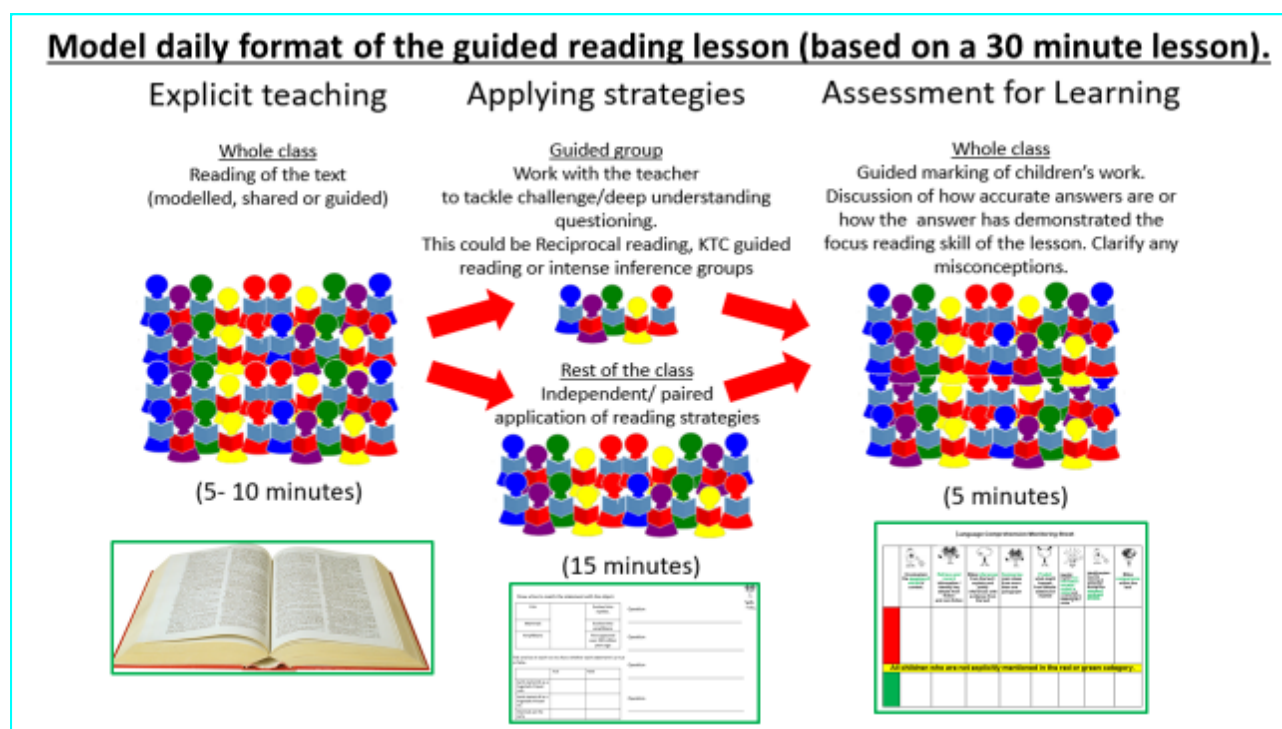 Model daily format of the guided reading lesson (based on a 30 minute lesson).
Explicit teaching
Whole class
Reading of the text
(modelled, shared or guided)
(5- 10 minutes)
Applying strategies
Guided group
Work with the teacher
to tackle challenge/deep understanding
questioning.
This could be Reciprocal reading, KTC guided
reading or intense inference groups
Rest of the class
Independent/ paired
application of reading strategies
(15 minutes)
Assessment for Learning
Whole class
Guided marking of children's work.
Discussion of how accurate answers are or
how the  answer has demonstrated the
focus reading skill of the lesson. Clarify any
misconceptions.
(5 minutes)
Question
Question
Question
Question
Language Comprehension Monitoring Sheet
All children who are not explicitly mentioned in the red or green category.